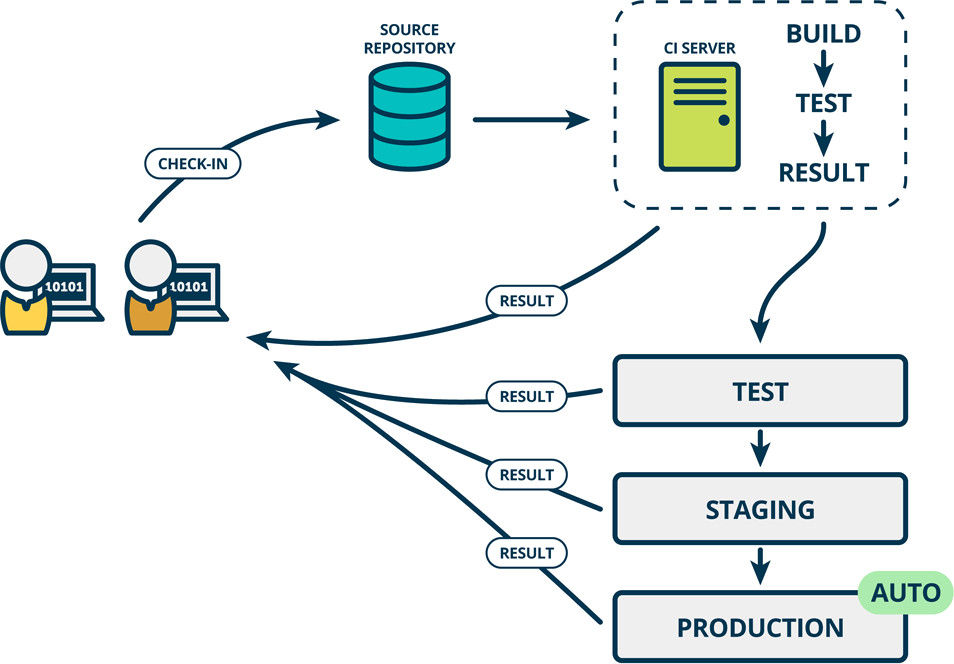 SOURCE
REPOSITORY
CI SERVER
BUILD
TEST
RESULT
CHECK-IN
10101
10101
RESULT
RESULT
TEST
RESULT
STAGING
RESULT
AUTO
PRODUCTION